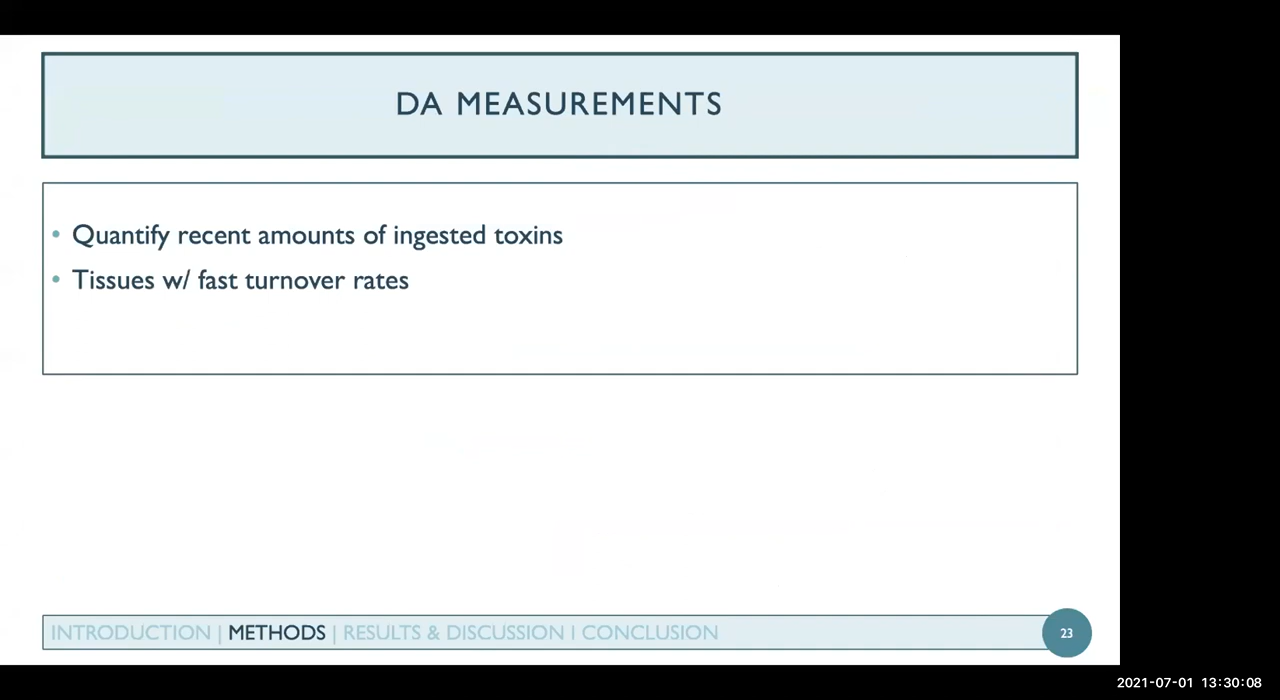 DA MEASUREMENTS
• Quantify recent amounts of ingested toxins
• Tissues w/ fast turnover rates
INTRODUCTION | METHODS | RESULTS & DISCUSSION I CONCLUSION
23
2021-07-01 13:30:08